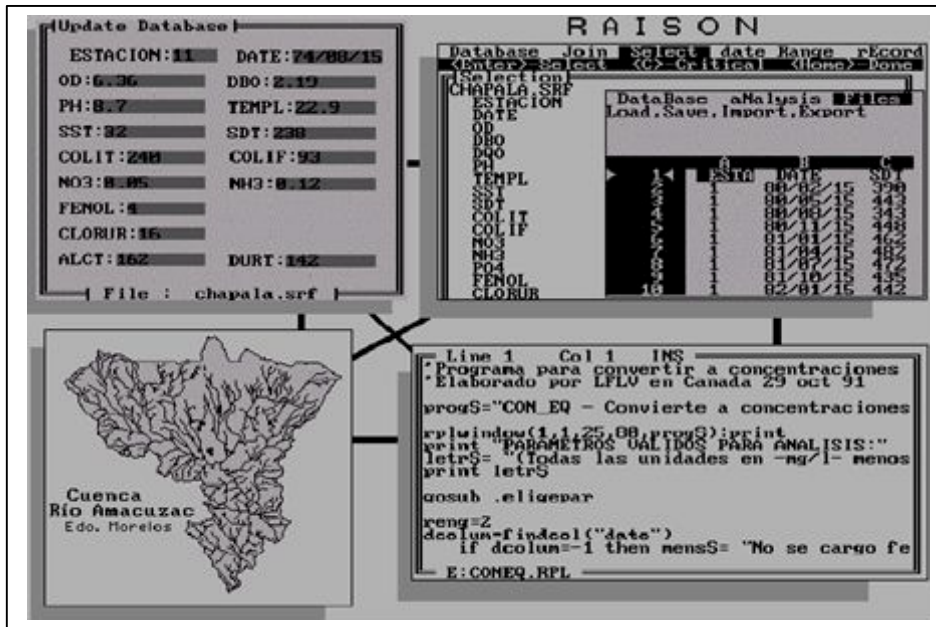 Update Database
ESTACION:11 DATE:74/08/15
OD:6.36 DBO:2.19
PH:8.7 TEMPL:22.9
SST:32 SDT:238
COLIT:240 COLIF:93
NO3:0.05 NH3:0.12
FENOL:4
CLORUR:16
ALCT:162 DURT:142
File : chapala.srf
RAISON
Database Join Select date Range rEcord
<Enter>-Select <C>-Critical <Home>-Done
[Selection]
CHAPALA.SRF
ESTACION
DATE
OD
DBO
DQO
PH
TEMPL
SST
SDT
COLIT
COLIF
NO3
NH3
PO4
FENOL
CLORUR
DataBase aNalysis Files
Load,Save,Import,Export
A B C
1 ESTA DATE SDT
2 1 80/02/15 390
3 1 80/05/15 443
4 1 80/08/15 343
5 1 80/11/15 448
6 1 81/01/15 462
7 1 81/04/15 482
8 1 81/07/15 472
9 1 81/10/15 435
10 1 82/01/15 442
Cuenca
Río Amacuzac
Edo. Morelos
Line 1 Col 1 INS
'Programa para convertir a concentraciones
'Elaborado por LFLV en Canada 29 oct 91
prog$="CON_EQ - Convierte a concentraciones
rplwindow(1,1,25,80,prog$):print
print "PARAMETROS VALIDOS PARA ANALISIS:"
letr$= "(Todas las unidades en -mg/l- menos
print letr$
gosub .eligepar
reng=2
dcolum=findcol("date")
if dcolum=-1 then mens$= "No se cargo fe
E:CONEQ.RPL